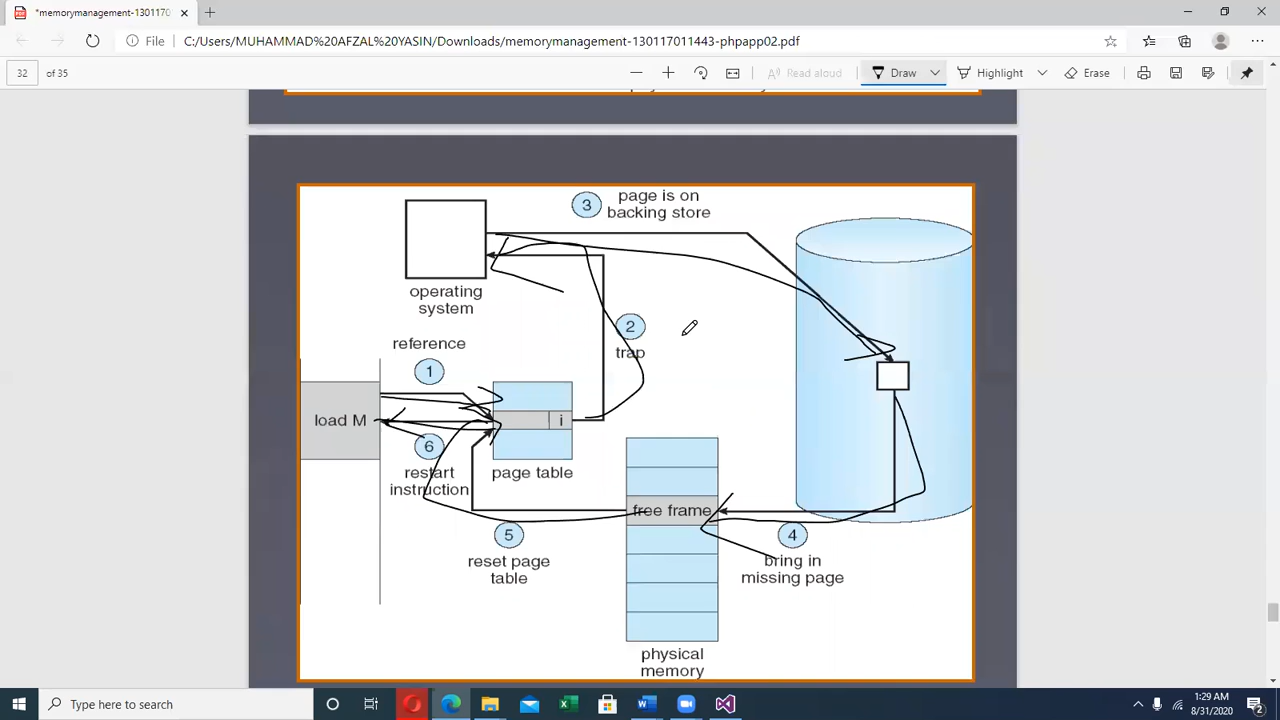 *memorymanagement-1301170
File
C:/Users/MUHAMMAD%20AFZAL%20YASIN/Downloads/memorymanagement-130117011443-phpapp02.pdf
32 of 35
Read aloud
Draw
Highlight
Erase
3 page is on
backing store
operating
system
reference
1
2
trap
load M
i
6
restart
instruction
page table
free frame
5
reset page
table
4
bring in
missing page
physical
memory
Type here to search
1:29 AM
8/31/2020
2